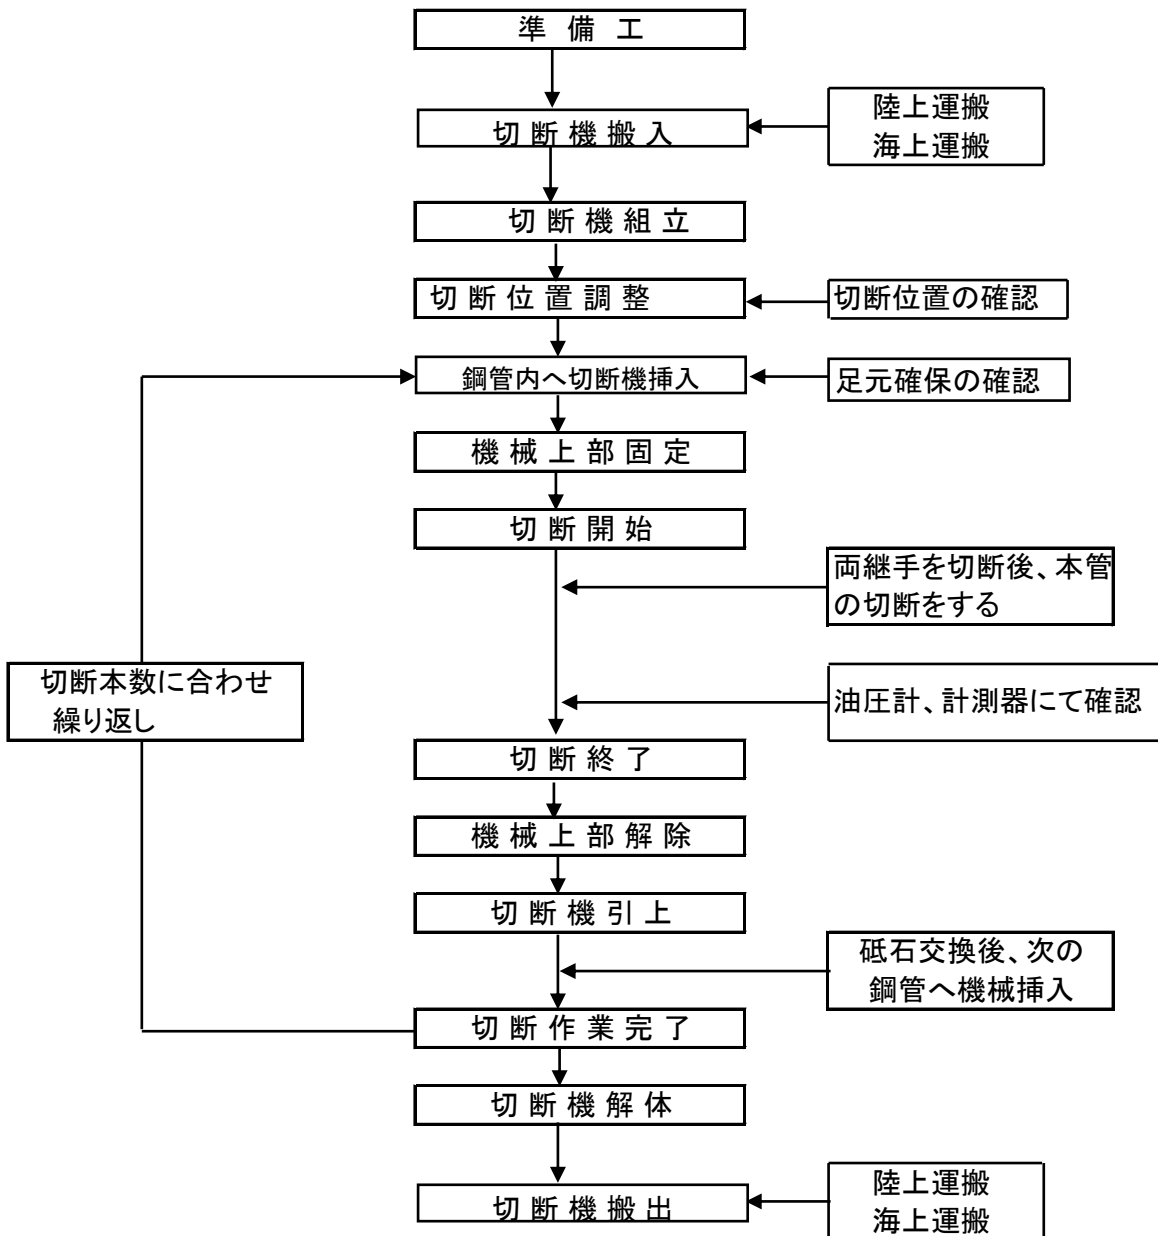 準備工
切断機搬入
陸上運搬
海上運搬
切断機組立
切断位置調整
切断位置の確認
鋼管内へ切断機挿入
足元確保の確認
機械上部固定
切断開始
両継手を切断後、本管
の切断をする
切断本数に合わせ
繰り返し
油圧計、計測器にて確認
切断終了
機械上部解除
切断機引上
砥石交換後、次の
鋼管へ機械挿入
切断作業完了
切断機解体
切断機搬出
陸上運搬
海上運搬